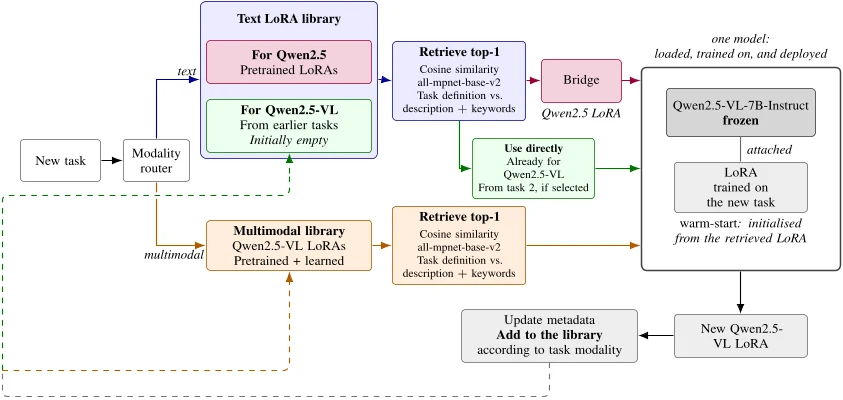 Text LoRA library
For Qwen2.5
Pretrained LoRAs
For Qwen2.5-VL
From earlier tasks
Initially empty
text
New task
Modality
router
multimodal
Multimodal library
Qwen2.5-VL LoRAs
Pretrained + learned
Retrieve top-1
Cosine similarity
all-mpnet-base-v2
Task definition vs.
description + keywords
Bridge
Qwen2.5 LoRA
Use directly
Already for
Qwen2.5-VL
From task 2, if selected
Retrieve top-1
Cosine similarity
all-mpnet-base-v2
Task definition vs.
description + keywords
one model:
loaded, trained on, and deployed
Qwen2.5-VL-7B-Instruct
frozen
attached
LoRA
trained on
the new task
warm-start: initialised
from the retrieved LoRA
New Qwen2.5-
VL LoRA
Update metadata
Add to the library
according to task modality